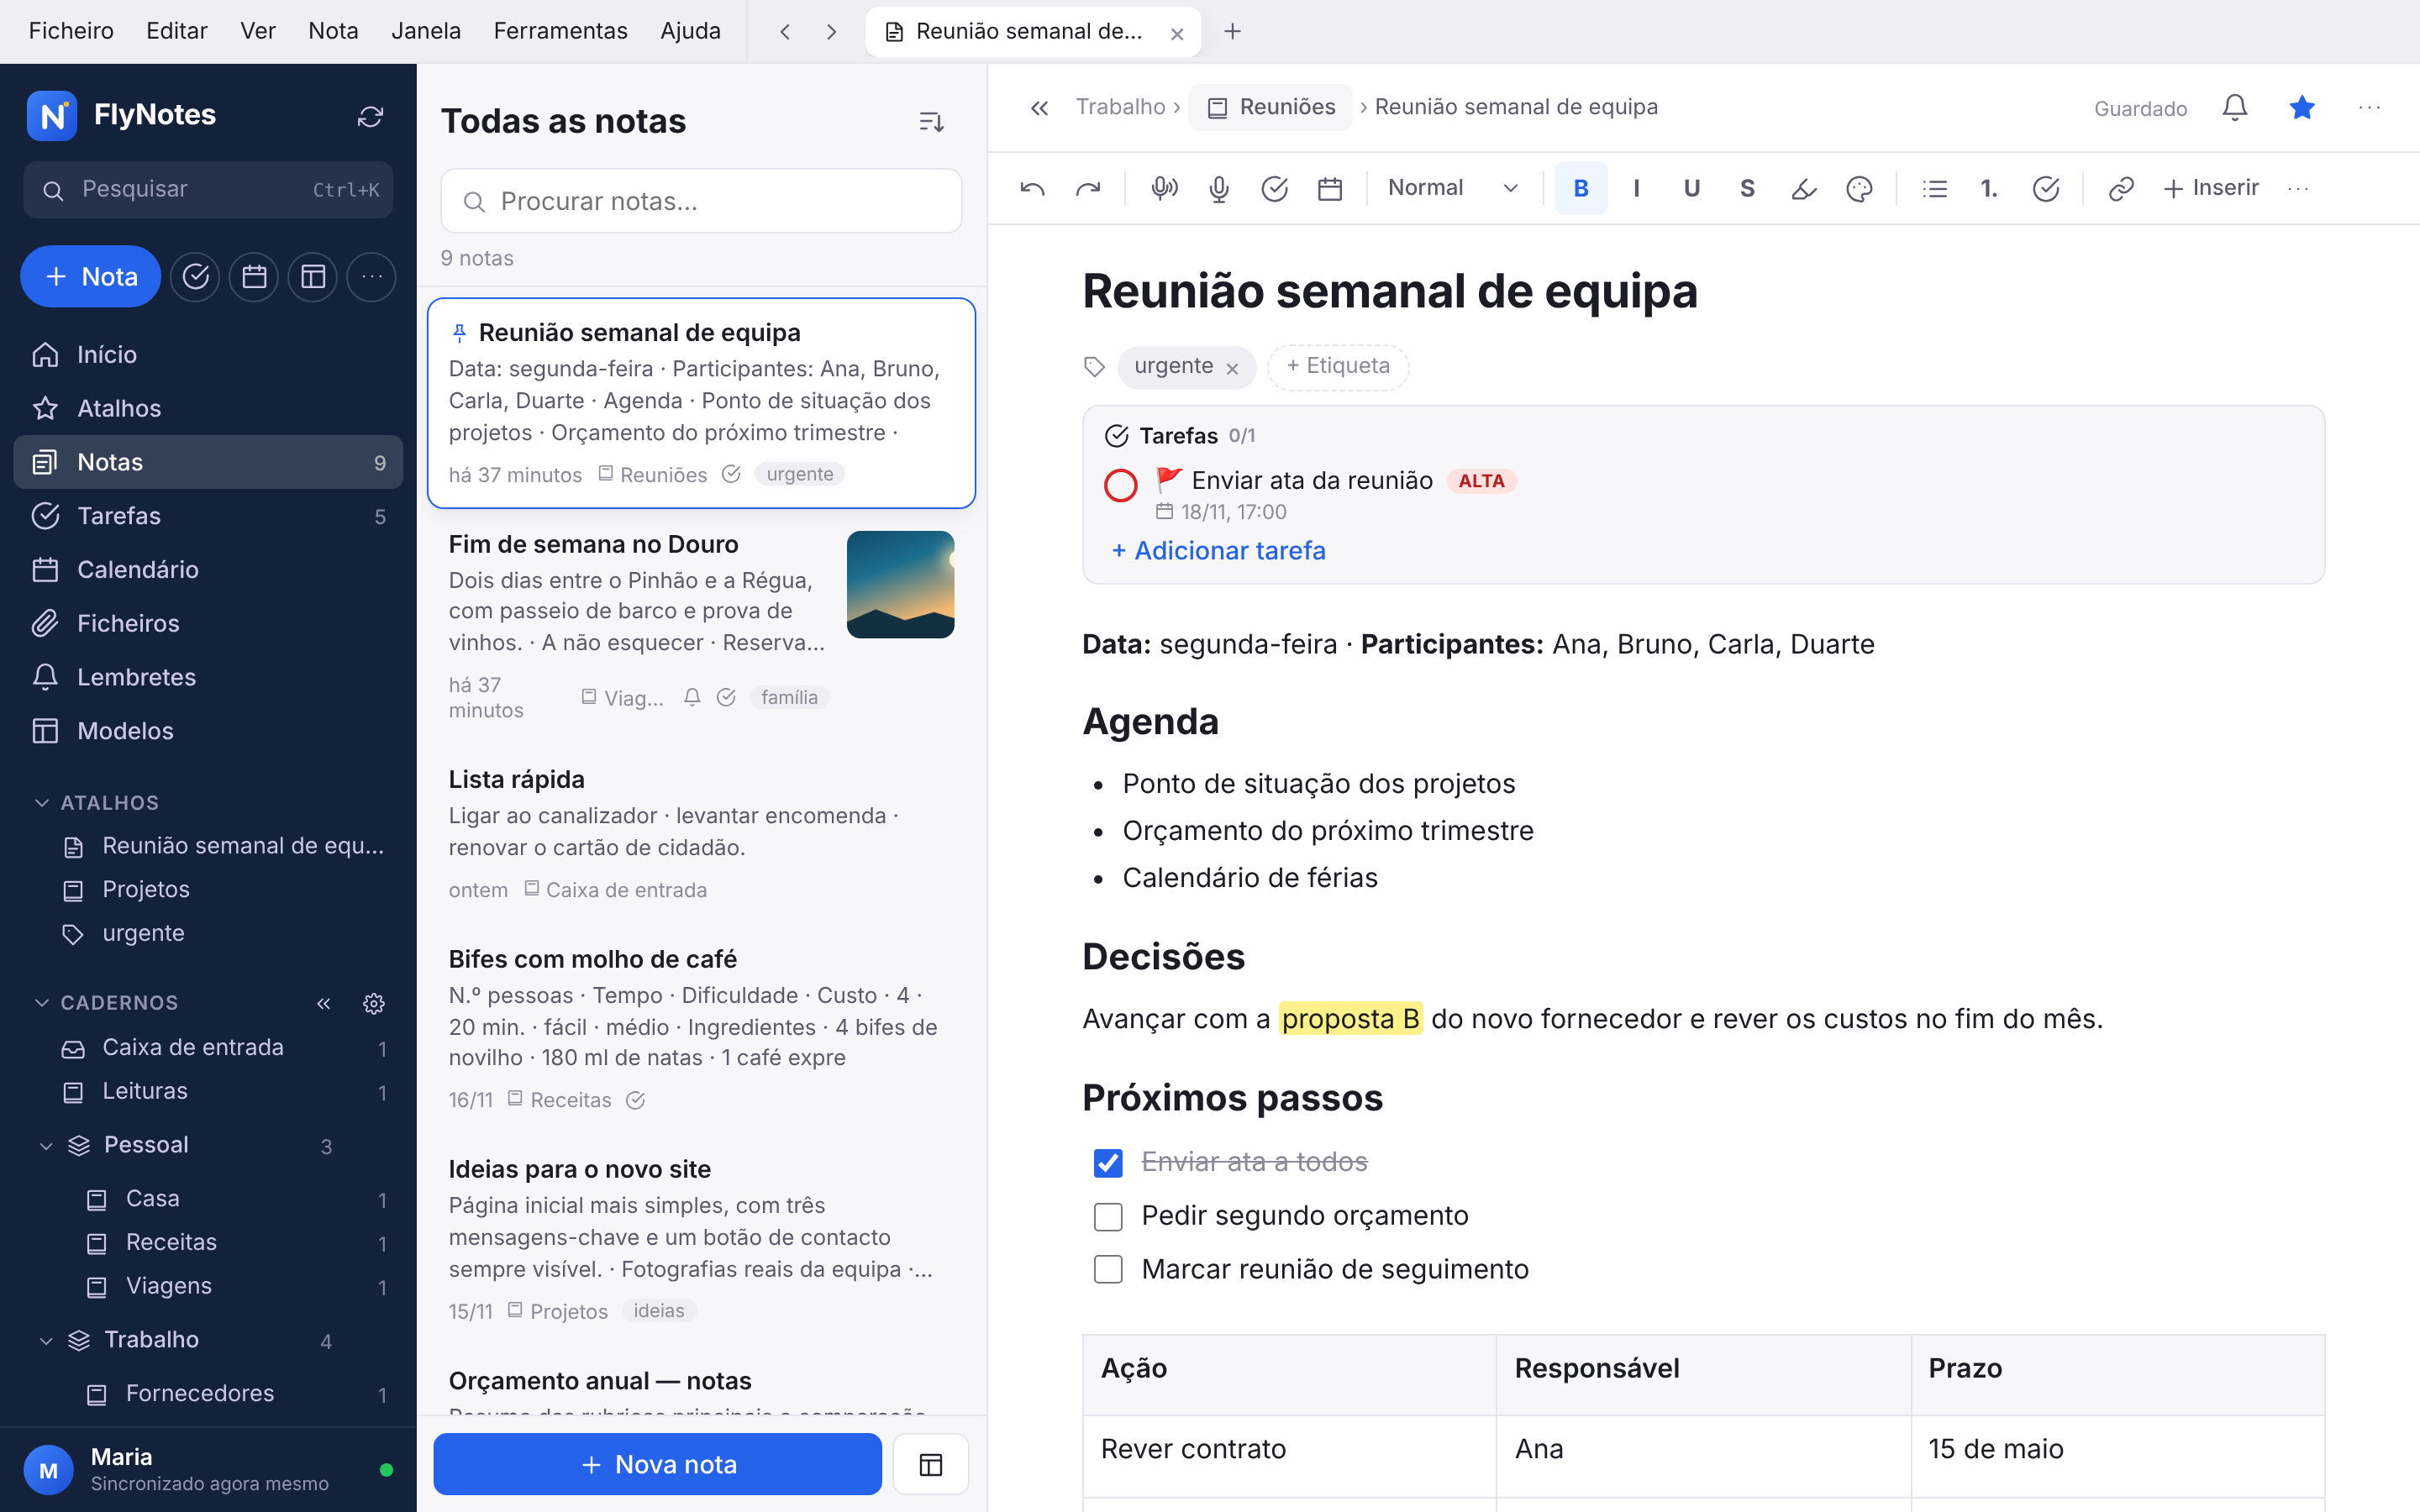 Ficheiro Editar Ver Nota Janela Ferramentas Ajuda
Reunião semanal de...
FlyNotes
Pesquisar Ctrl+K
Nota
Início
Atalhos
Notas 9
Tarefas 5
Calendário
Ficheiros
Lembretes
Modelos
ATALHOS
Reunião semanal de equ...
Projetos
urgente
CADERNOS
Caixa de entrada 1
Leituras 1
Pessoal 3
Casa 1
Receitas 1
Viagens 1
Trabalho 4
Fornecedores 1
M
Maria
Sincronizado agora mesmo
Todas as notas
Procurar notas...
9 notas
Reunião semanal de equipa
Data: segunda-feira · Participantes: Ana, Bruno,
Carla, Duarte · Agenda · Ponto de situação dos
projetos · Orçamento do próximo trimestre ·
há 37 minutos Reuniões urgente
Fim de semana no Douro
Dois dias entre o Pinhão e a Régua,
com passeio de barco e prova de
vinhos. · A não esquecer · Reserva...
há 37
minutos Viag... família
Lista rápida
Ligar ao canalizador · levantar encomenda ·
renovar o cartão de cidadão.
ontem Caixa de entrada
Bifes com molho de café
N.º pessoas · Tempo · Dificuldade · Custo · 4 ·
20 min. · fácil · médio · Ingredientes · 4 bifes de
novilho · 180 ml de natas · 1 café expre
16/11 Receitas
Ideias para o novo site
Página inicial mais simples, com três
mensagens-chave e um botão de contacto
sempre visível. · Fotografias reais da equipa ·...
15/11 Projetos ideias
Orçamento anual — notas
+ Nova nota
Trabalho › Reuniões › Reunião semanal de equipa
Guardado
Normal B I U S 1. + Inserir ...
Reunião semanal de equipa
urgente × + Etiqueta
Tarefas 0/1
Enviar ata da reunião ALTA
18/11, 17:00
+ Adicionar tarefa
Data: segunda-feira · Participantes: Ana, Bruno, Carla, Duarte
Agenda
• Ponto de situação dos projetos
• Orçamento do próximo trimestre
• Calendário de férias
Decisões
Avançar com a proposta B do novo fornecedor e rever os custos no fim do mês.
Próximos passos
Enviar ata a todos
Pedir segundo orçamento
Marcar reunião de seguimento
Ação Responsável Prazo
Rever contrato Ana 15 de maio